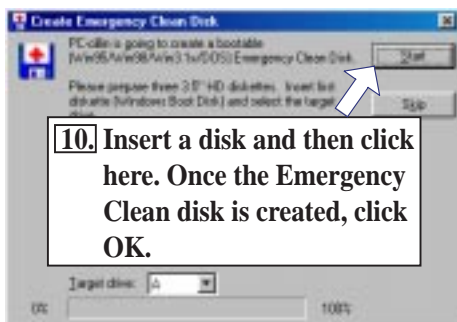 Create Emergency Clean Disk
PC-cillin is going to create a bootable
(Win95/Win98/Win3.1x/DOS) Emergency Clean Disk.
Start
Please prepare three 3.5" HD diskettes. Insert first
diskette (Windows Boot Disk) and select the target
Skip
10. Insert a disk and then click
here. Once the Emergency
Clean disk is created, click
OK.
Target drive: A
0% 100%